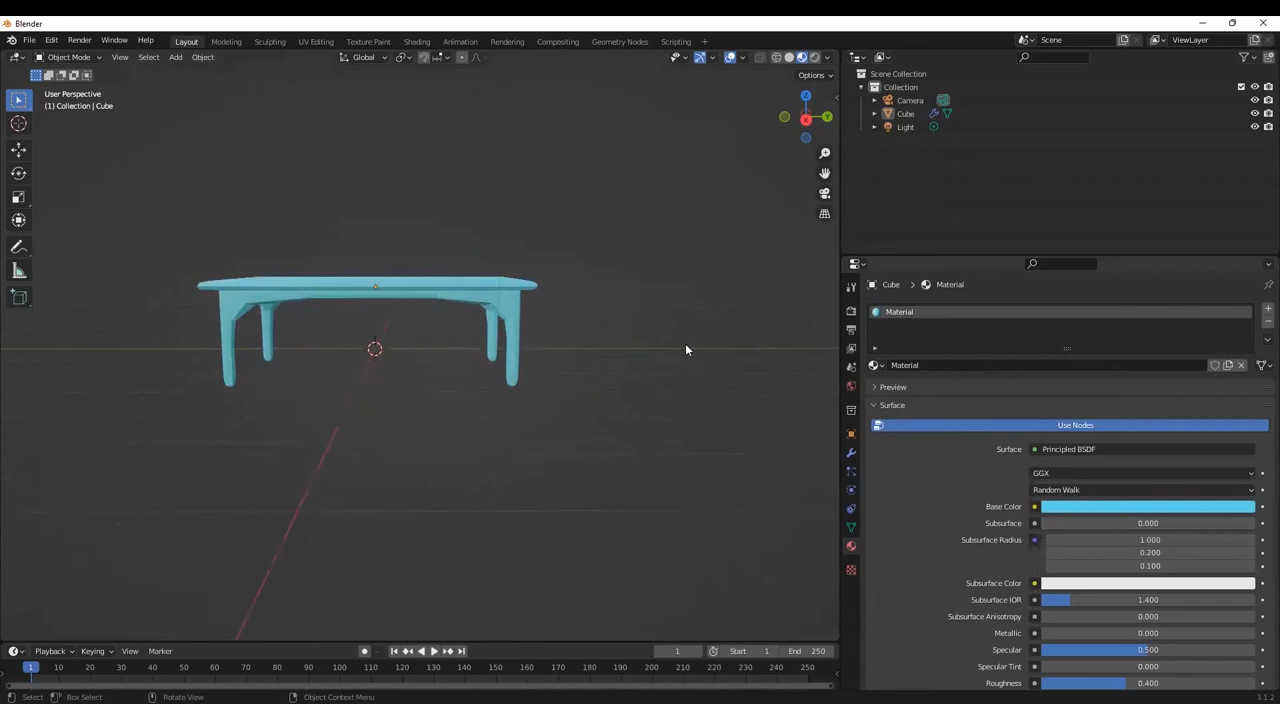 Blender
File Edit Render Window Help Layout Modeling Sculpting UV Editing Texture Paint Shading Animation Rendering Compositing Geometry Nodes Scripting + Scene ViewLayer
Object Mode View Select Add Object Global
Options
User Perspective
(1) Collection | Cube
Z
Y
X
Scene Collection
Collection
Camera
Cube
Light
Cube > Material
Material
Material
Preview
Surface
Use Nodes
Surface Principled BSDF
GGX
Random Walk
Base Color
Subsurface 0.000
Subsurface Radius 1.000
0.200
0.100
Subsurface Color
Subsurface IOR 1.400
Subsurface Anisotropy 0.000
Metallic 0.000
Specular 0.500
Specular Tint 0.000
Roughness 0.400
Playback Keying View Marker 1 Start 1 End 250
1 10 20 30 40 50 60 70 80 90 100 110 120 130 140 150 160 170 180 190 200 210 220 230 240 250
Select Box Select Rotate View Object Context Menu 3.1.2